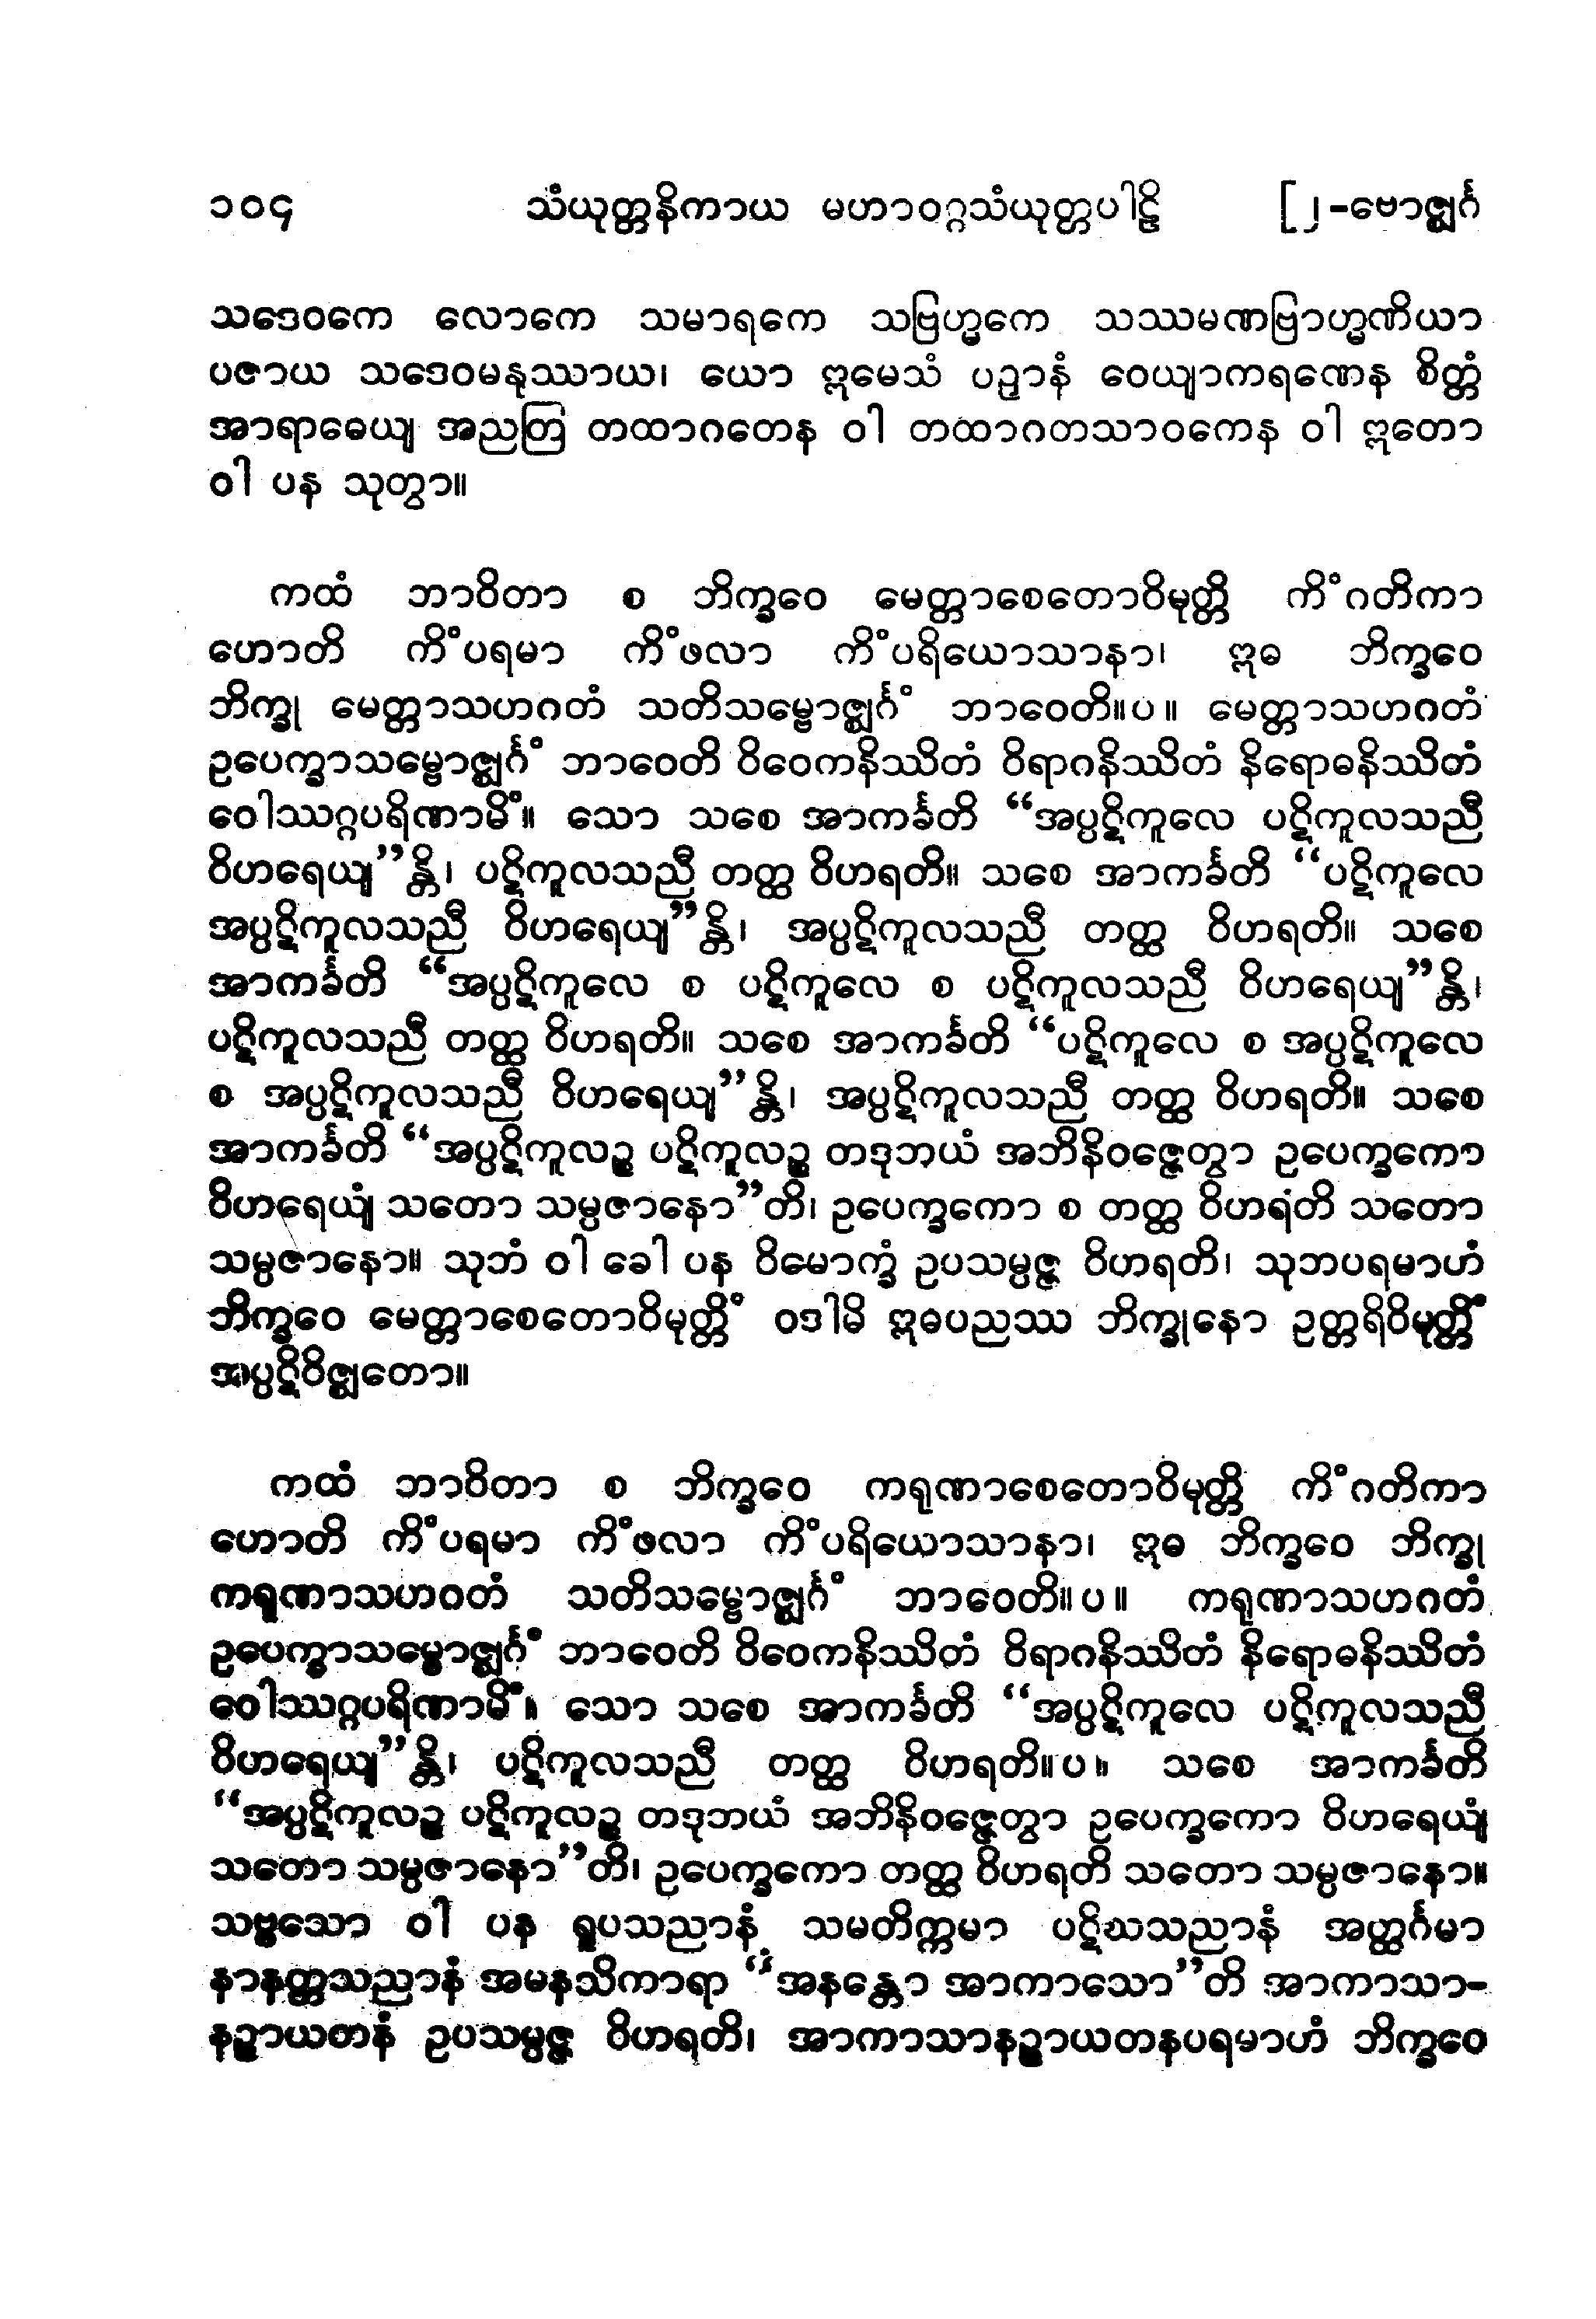 ၁၀၄ သံယုတ္တနိကာယ မဟာဝဂ္ဂသံယုတ္တပါဠိ [၂-ဗောဇ္ဈင်္ဂ
သဒေဝကေ လောကေ သမာရကေ သဗြဟ္မကေ သဿမဏဗြာဟ္မဏိယာ
ပဇာယ သဒေဝမနုဿာယ၊ ယော ဣမေသံ ပဉှာနံ ဝေယျာကရဏေန စိတ္တံ
အာရာဓေယျ အညတြ တထာဂတေန ဝါ တထာဂတသာဝကေန ဝါ ဣတော
ဝါ ပန သုတွာ။
ကထံ ဘာဝိတာ စ ဘိက္ခဝေ မေတ္တာစေတောဝိမုတ္တိ ကိံဂတိကာ
ဟောတိ ကိံပရမာ ကိံဖလာ ကိံပရိယောသာနာ၊ ဣဓ ဘိက္ခဝေ
ဘိက္ခု မေတ္တာသဟဂတံ သတိသမ္ဗောဇ္ဈင်္ဂံ ဘာဝေတိ။ပ။ မေတ္တာသဟဂတံ
ဥပေက္ခာသမ္ဗောဇ္ဈင်္ဂံ ဘာဝေတိ ဝိဝေကနိဿိတံ ဝိရာဂနိဿိတံ နိရောဓနိဿိတံ
ဝေါဿဂ္ဂပရိဏာမိံ။ သော သစေ အာကင်္ခတိ “အပ္ပဋိကူလေ ပဋိကူလသညီ
ဝိဟရေယျ”န္တိ၊ ပဋိကူလသညီ တတ္ထ ဝိဟရတိ။ သစေ အာကင်္ခတိ “ပဋိကူလေ
အပ္ပဋိကူလသညီ ဝိဟရေယျ”န္တိ၊ အပ္ပဋိကူလသညီ တတ္ထ ဝိဟရတိ။ သစေ
အာကင်္ခတိ “အပ္ပဋိကူလေ စ ပဋိကူလေ စ ပဋိကူလသညီ ဝိဟရေယျ”န္တိ၊
ပဋိကူလသညီ တတ္ထ ဝိဟရတိ။ သစေ အာကင်္ခတိ “ပဋိကူလေ စ အပ္ပဋိကူလေ
စ အပ္ပဋိကူလသညီ ဝိဟရေယျ”န္တိ၊ အပ္ပဋိကူလသညီ တတ္ထ ဝိဟရတိ။ သစေ
အာကင်္ခတိ “အပ္ပဋိကူလဉ္စ ပဋိကူလဉ္စ တဒုဘယံ အဘိနိဝဇ္ဇေတွာ ဥပေက္ခကော
ဝိဟရေယျံ သတော သမ္ပဇာနော”တိ၊ ဥပေက္ခကော စ တတ္ထ ဝိဟရတိ သတော
သမ္ပဇာနော။ သုဘံ ဝါ ခေါ ပန ဝိမောက္ခံ ဥပသမ္ပဇ္ဇ ဝိဟရတိ၊ သုဘပရမာဟံ
ဘိက္ခဝေ မေတ္တာစေတောဝိမုတ္တိံ ဝဒါမိ ဣဓပညဿ ဘိက္ခုနော ဥတ္တရိဝိမုတ္တိံ
အပ္ပဋိဝိဇ္ဈတော။
ကထံ ဘာဝိတာ စ ဘိက္ခဝေ ကရုဏာစေတောဝိမုတ္တိ ကိံဂတိကာ
ဟောတိ ကိံပရမာ ကိံဖလာ ကိံပရိယောသာနာ၊ ဣဓ ဘိက္ခဝေ ဘိက္ခု
ကရုဏာသဟဂတံ သတိသမ္ဗောဇ္ဈင်္ဂံ ဘာဝေတိ။ပ။ ကရုဏာသဟဂတံ
ဥပေက္ခာသမ္ဗောဇ္ဈင်္ဂံ ဘာဝေတိ ဝိဝေကနိဿိတံ ဝိရာဂနိဿိတံ နိရောဓနိဿိတံ
ဝေါဿဂ္ဂပရိဏာမိံ။ သော သစေ အာကင်္ခတိ “အပ္ပဋိကူလေ ပဋိကူလသညီ
ဝိဟရေယျ”န္တိ၊ ပဋိကူလသညီ တတ္ထ ဝိဟရတိ။ပ။ သစေ အာကင်္ခတိ
“အပ္ပဋိကူလဉ္စ ပဋိကူလဉ္စ တဒုဘယံ အဘိနိဝဇ္ဇေတွာ ဥပေက္ခကော ဝိဟရေယျံ
သတော သမ္ပဇာနော”တိ၊ ဥပေက္ခကော တတ္ထ ဝိဟရတိ သတော သမ္ပဇာနော။
သဗ္ဗသော ဝါ ပန ရူပသညာနံ သမတိက္ကမာ ပဋိဃသညာနံ အတ္ထင်္ဂမာ
နာနတ္တသညာနံ အမနသိကာရာ “အနန္တော အာကာသော”တိ အာကာသာ-
နဉ္စာယတနံ ဥပသမ္ပဇ္ဇ ဝိဟရတိ၊ အာကာသာနဉ္စာယတနပရမာဟံ ဘိက္ခဝေ